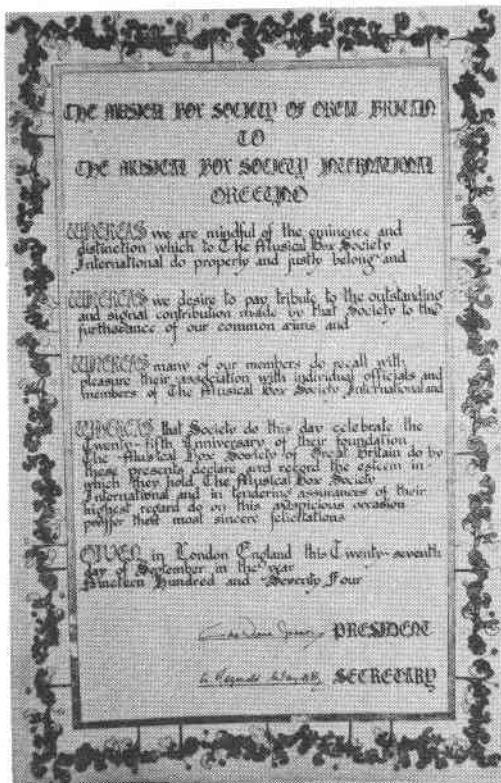 THE MUSICAL BOX SOCIETY OF GREAT BRITAIN
TO
THE MUSICAL BOX SOCIETY INTERNATIONAL
GREETING
WHEREAS we are mindful of the eminence and
distinction which to The Musical Box Society
International do properly and justly belong and
WHEREAS we desire to pay tribute to the outstanding
and signal contribution made by that Society to the
furtherance of our common aims and
WHEREAS many of our members do recall with
pleasure their association with individual officials and
members of The Musical Box Society International and
WHEREAS that Society do this day celebrate the
Twenty-fifth Anniversary of their foundation
The Musical Box Society of Great Britain do by
these presents declare and record the esteem in
which they hold The Musical Box Society
International and in tendering assurances of their
highest regard do on this auspicious occasion
proffer their most sincere felicitations
GIVEN in London England this Twenty-seventh
day of September in the year
Nineteen Hundred and Seventy Four
PRESIDENT
SECRETARY